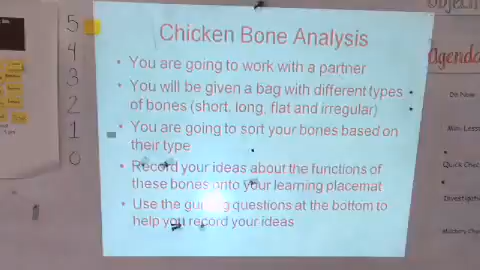 5
4
3
2
1
0
Chicken Bone Analysis
• You are going to work with a partner
• You will be given a bag with different types
of bones (short, long, flat and irregular)
• You are going to sort your bones based on
their type
• Record your ideas about the functions of
these bones onto your learning placemat
• Use the guiding questions at the bottom to
help you record your ideas
Agenda
Do Now
Mini-Lesson
Quick Check